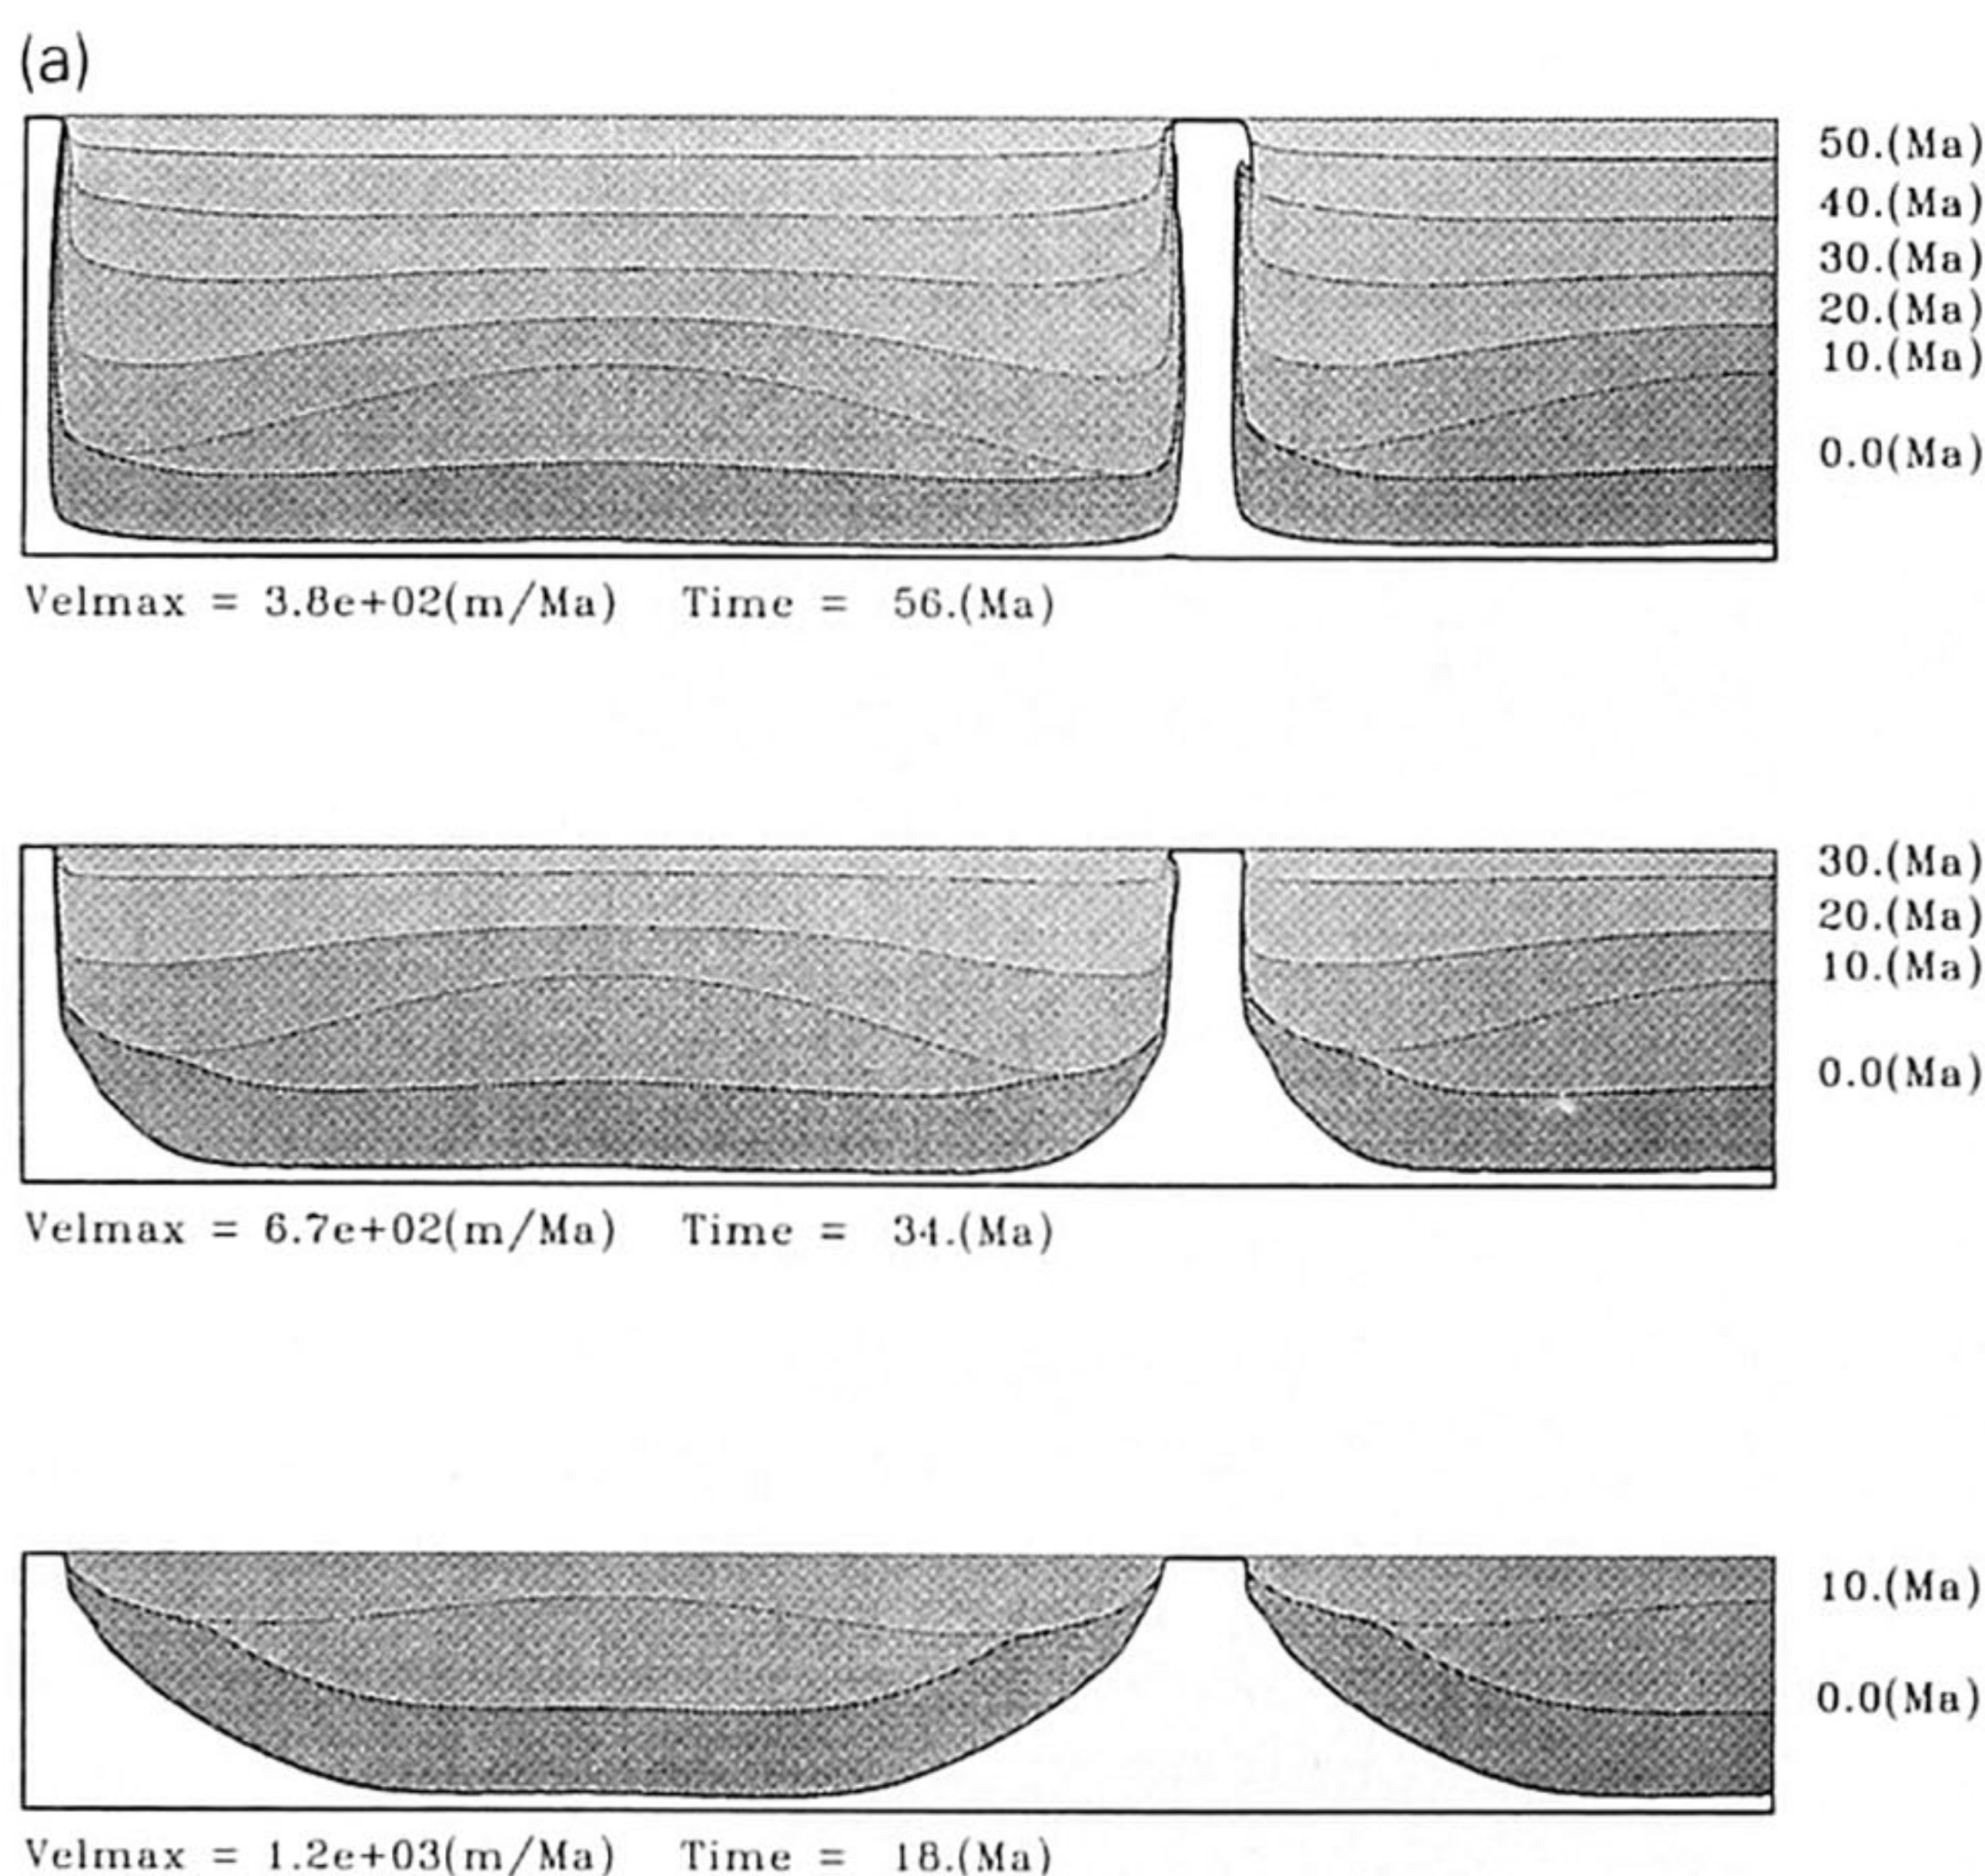 (a)
50.(Ma)
40.(Ma)
30.(Ma)
20.(Ma)
10.(Ma)
0.0(Ma)
Velmax = 3.8e+02(m/Ma) Time = 56.(Ma)
30.(Ma)
20.(Ma)
10.(Ma)
0.0(Ma)
Velmax = 6.7e+02(m/Ma) Time = 34.(Ma)
10.(Ma)
0.0(Ma)
Velmax = 1.2e+03(m/Ma) Time = 18.(Ma)